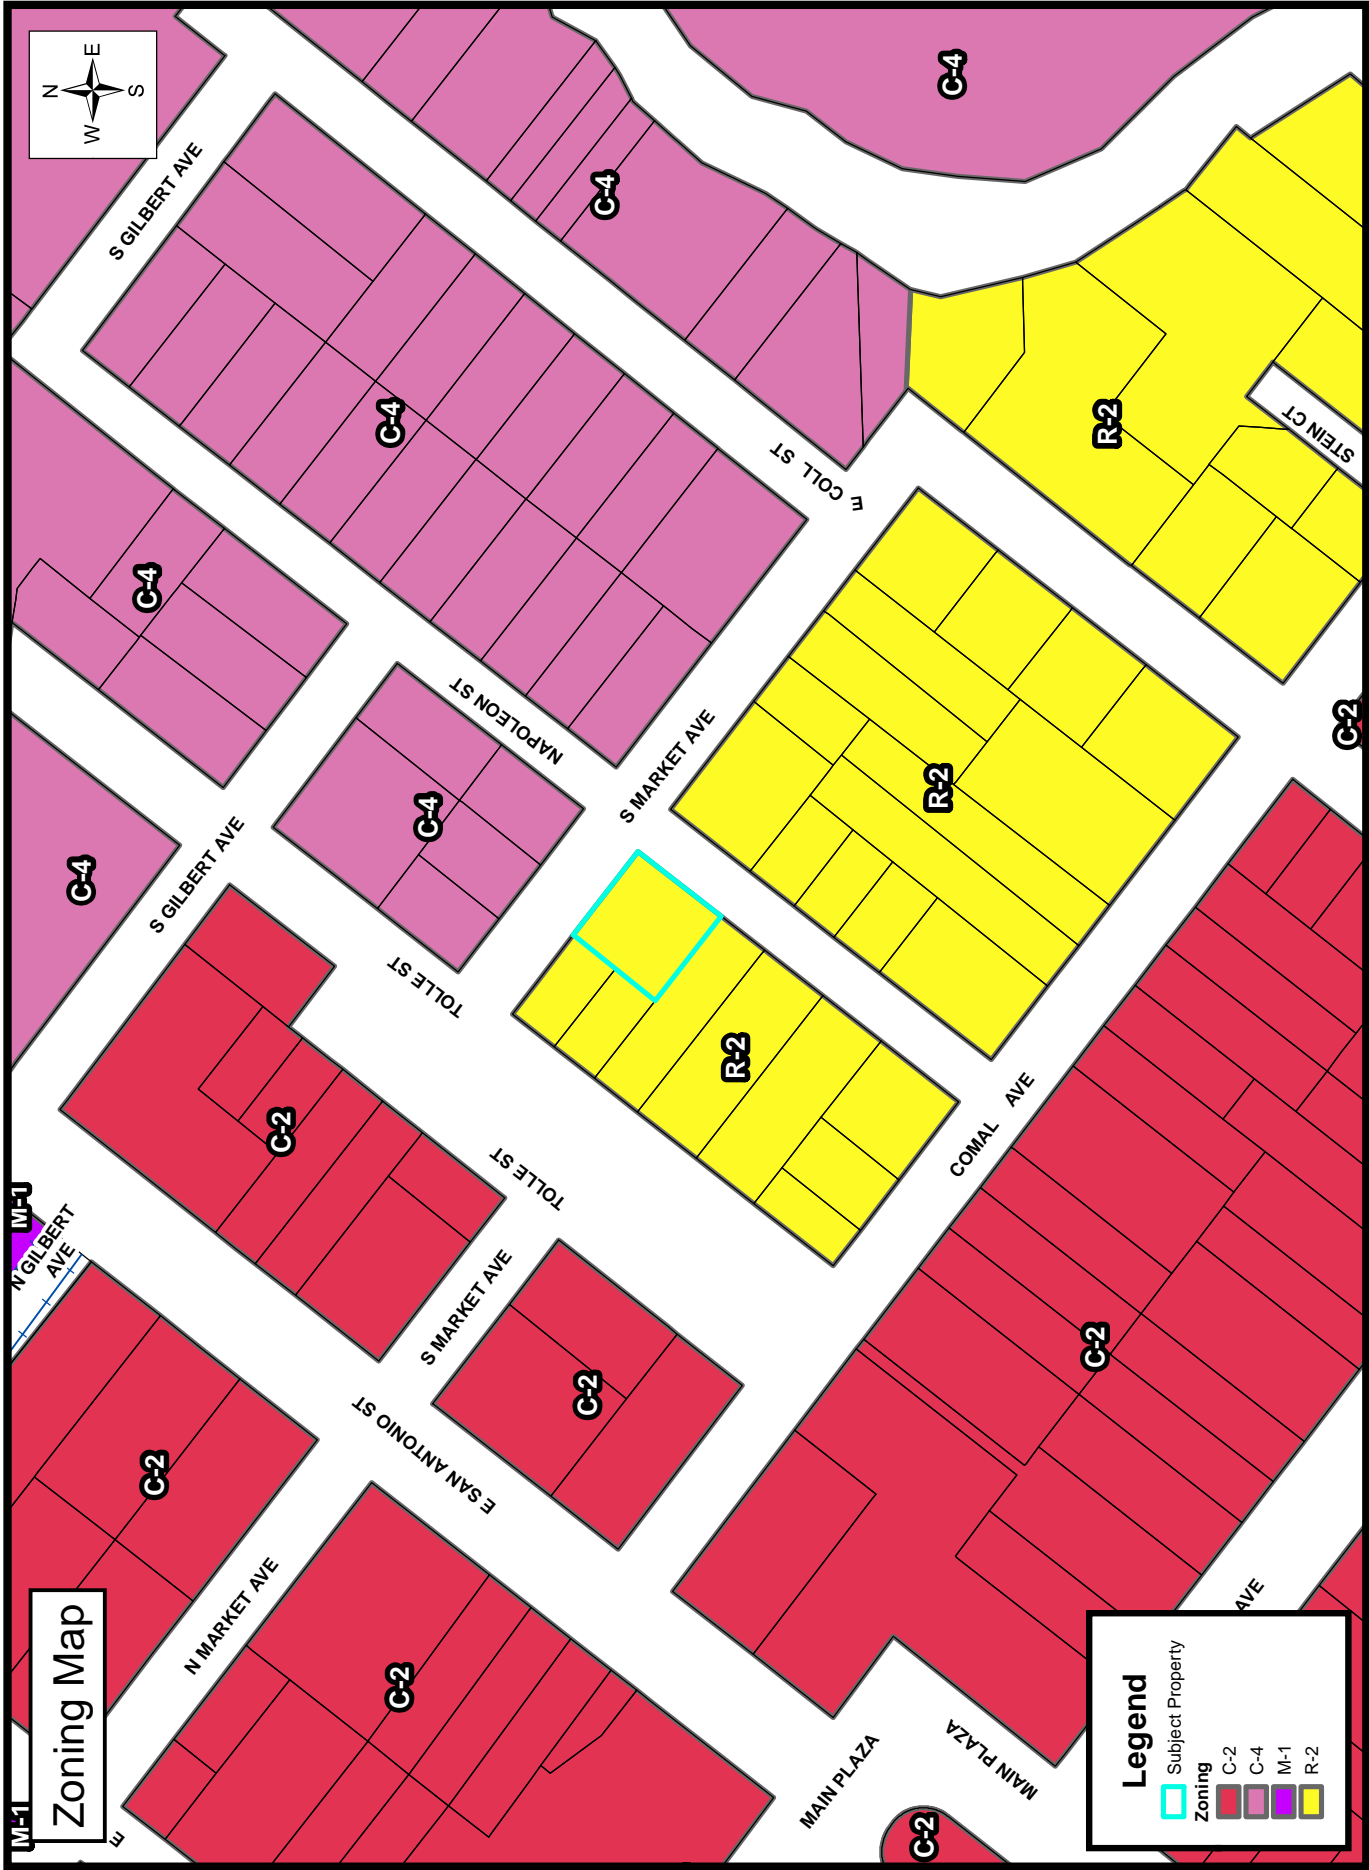 Zoning Map
N
W
E
S
S GILBERT AVE
S GILBERT AVE
N GILBERT
AVE
S MARKET AVE
S MARKET AVE
N MARKET AVE
NAPOLEON ST
TOLLE ST
TOLLE ST
E SAN ANTONIO ST
E COLL ST
STEIN CT
COMAL AVE
MAIN PLAZA
MAIN PLAZA
AVE
E
M-1
M-1
C-4
C-4
C-4
C-4
C-4
C-4
R-2
R-2
R-2
C-2
C-2
C-2
C-2
C-2
C-2
C-2
Legend
Subject Property
Zoning
C-2
C-4
M-1
R-2